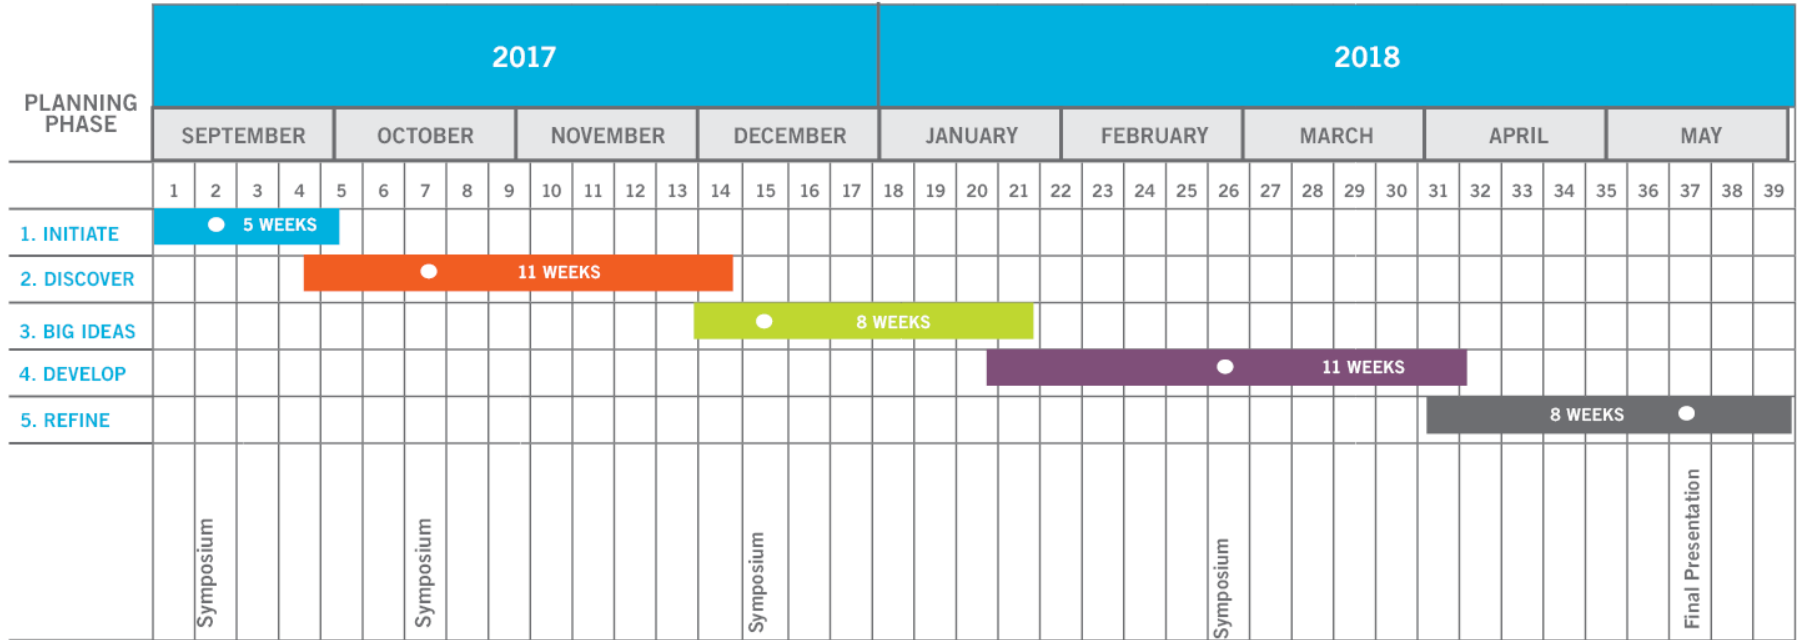 2017 2018
PLANNING
PHASE
SEPTEMBER OCTOBER NOVEMBER DECEMBER JANUARY FEBRUARY MARCH APRIL MAY
1 2 3 4 5 6 7 8 9 10 11 12 13 14 15 16 17 18 19 20 21 22 23 24 25 26 27 28 29 30 31 32 33 34 35 36 37 38 39
1. INITIATE 5 WEEKS
2. DISCOVER 11 WEEKS
3. BIG IDEAS 8 WEEKS
4. DEVELOP 11 WEEKS
5. REFINE 8 WEEKS
Symposium
Symposium
Symposium
Symposium
Final Presentation